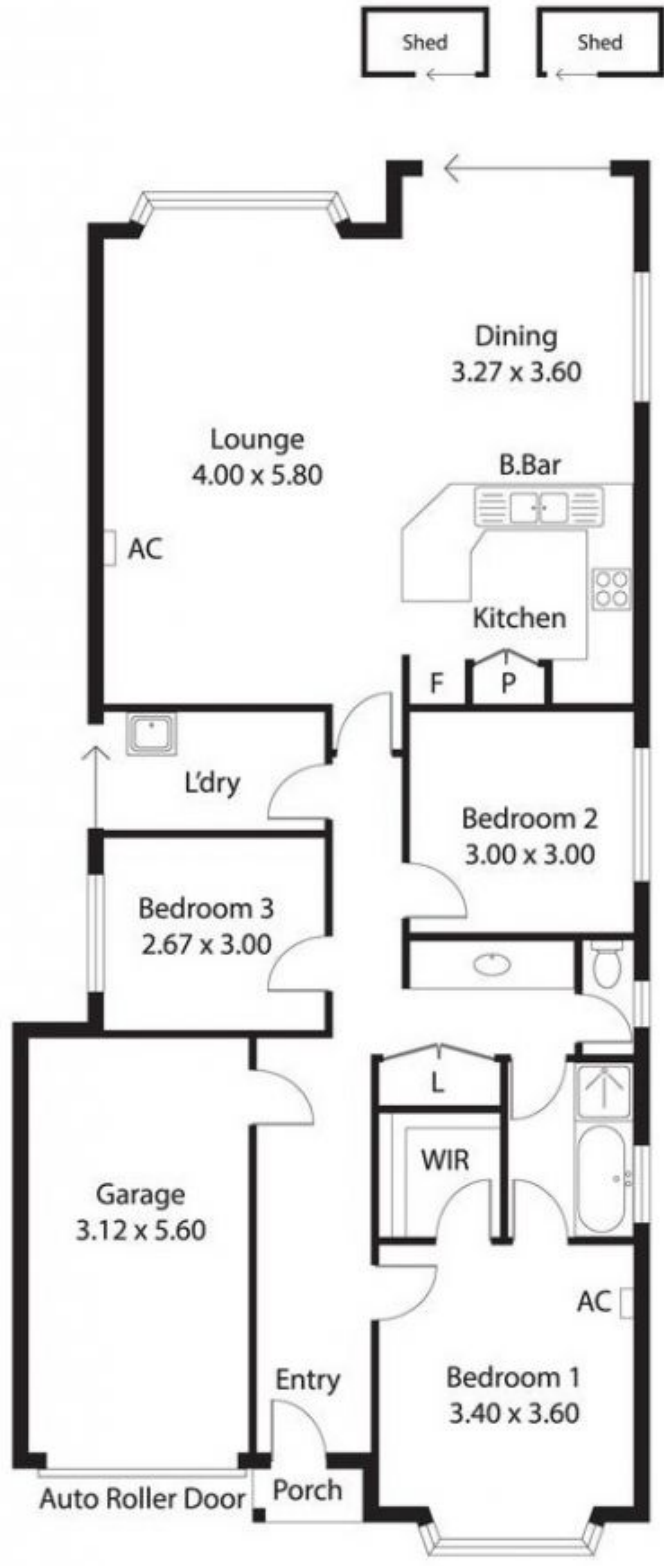 Shed
Shed
Dining
3.27 x 3.60
Lounge
4.00 x 5.80
B.Bar
AC
Kitchen
F
P
L'dry
Bedroom 2
3.00 x 3.00
Bedroom 3
2.67 x 3.00
L
WIR
Garage
3.12 x 5.60
AC
Entry
Bedroom 1
3.40 x 3.60
Auto Roller Door
Porch